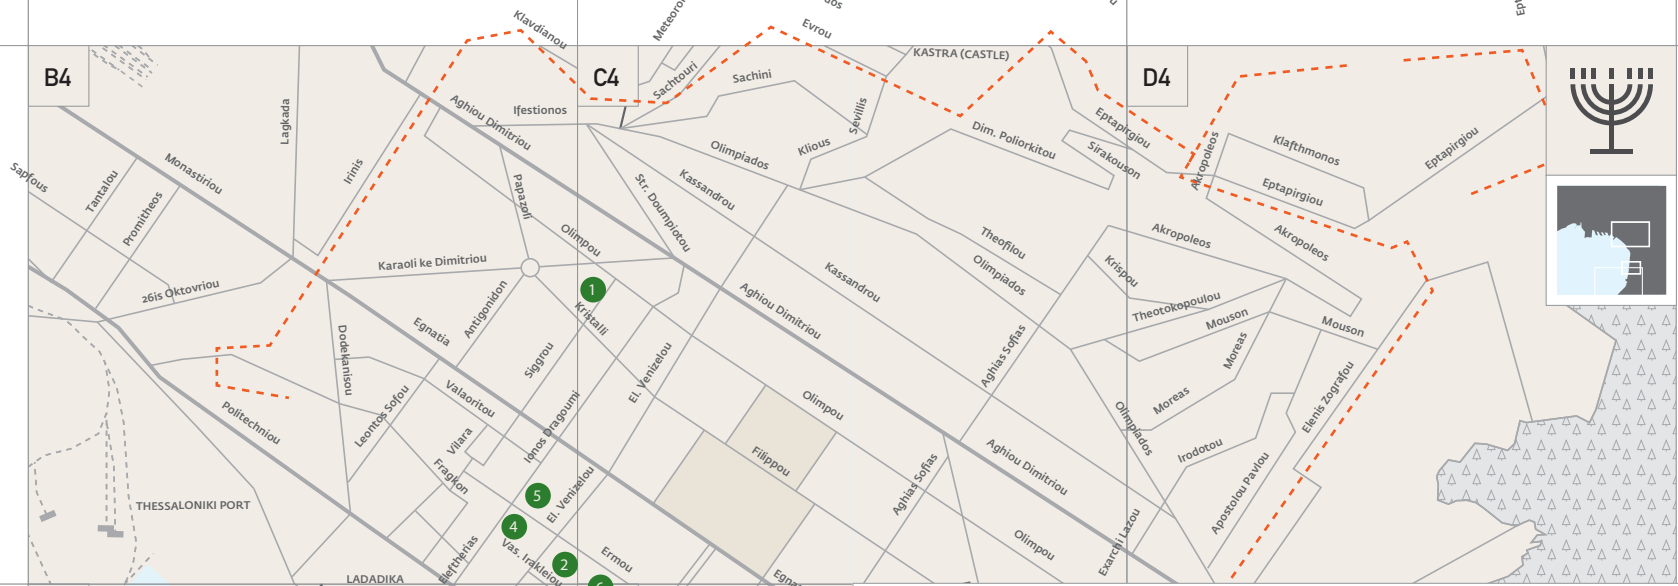 Klavdianou
Meteoron
dos
Evrou
KASTRA (CASTLE)
B4
C4
D4
Lagkada
Ifestionos
Aghiou Dimitriou
Sachtouri
Sachini
Sevillis
Klious
Olimpiados
Dim. Poliorkitou
Eptapirgiou
Sirakouson
Akropoleos
Klafthmonos
Eptapirgiou
Eptapirgiou
Sapfous
Monastiriou
Tantalou
Promitheos
Irinis
Papazoli
Str. Doumpiotou
Kassandrou
Olimpou
Theofilou
Olimpiados
Akropoleos
Akropoleos
Krispou
Karaoli ke Dimitriou
26is Oktovriou
1
Kassandrou
Aghiou Dimitriou
Theotokopoulou
Mouson
Mouson
Antigonidon
Egnatia
Kristalli
Siggrou
Dodekanisou
El. Venizelou
Aghias Sofias
Moreas
Moreas
Elenis Zografou
Valaoritou
Leontos Sofou
Politechniou
Ionos Dragoumi
Olimpou
Olimpiados
Irodotou
Vilara
Fragkon
Filippou
Aghiou Dimitriou
Aghias Sofias
Apostolou Pavlou
THESSALONIKI PORT
5
El. Venizelou
4
Vas. Irakleiou
2
Ermou
Olimpou
Exarchi Lazou
Eleftherias
LADADIKA
6